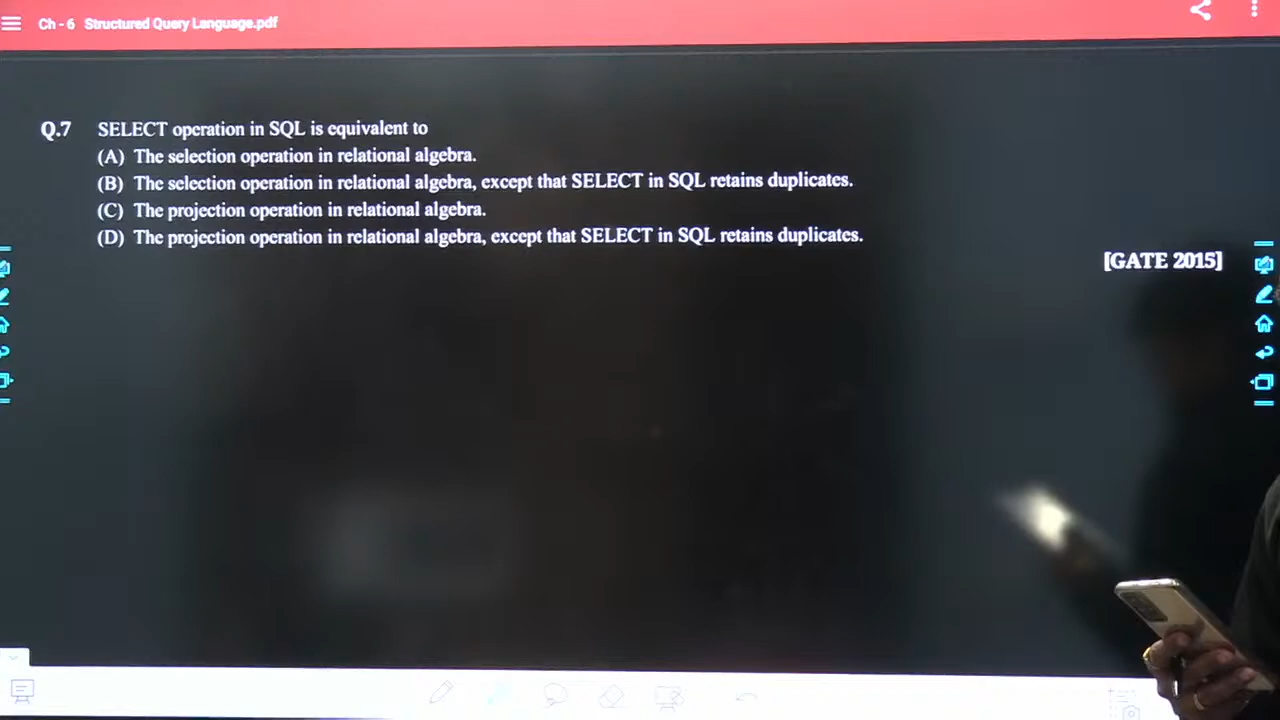 Ch - 6 Structured Query Language.pdf
Q.7 SELECT operation in SQL is equivalent to
(A) The selection operation in relational algebra.
(B) The selection operation in relational algebra, except that SELECT in SQL retains duplicates.
(C) The projection operation in relational algebra.
(D) The projection operation in relational algebra, except that SELECT in SQL retains duplicates.
[GATE 2015]